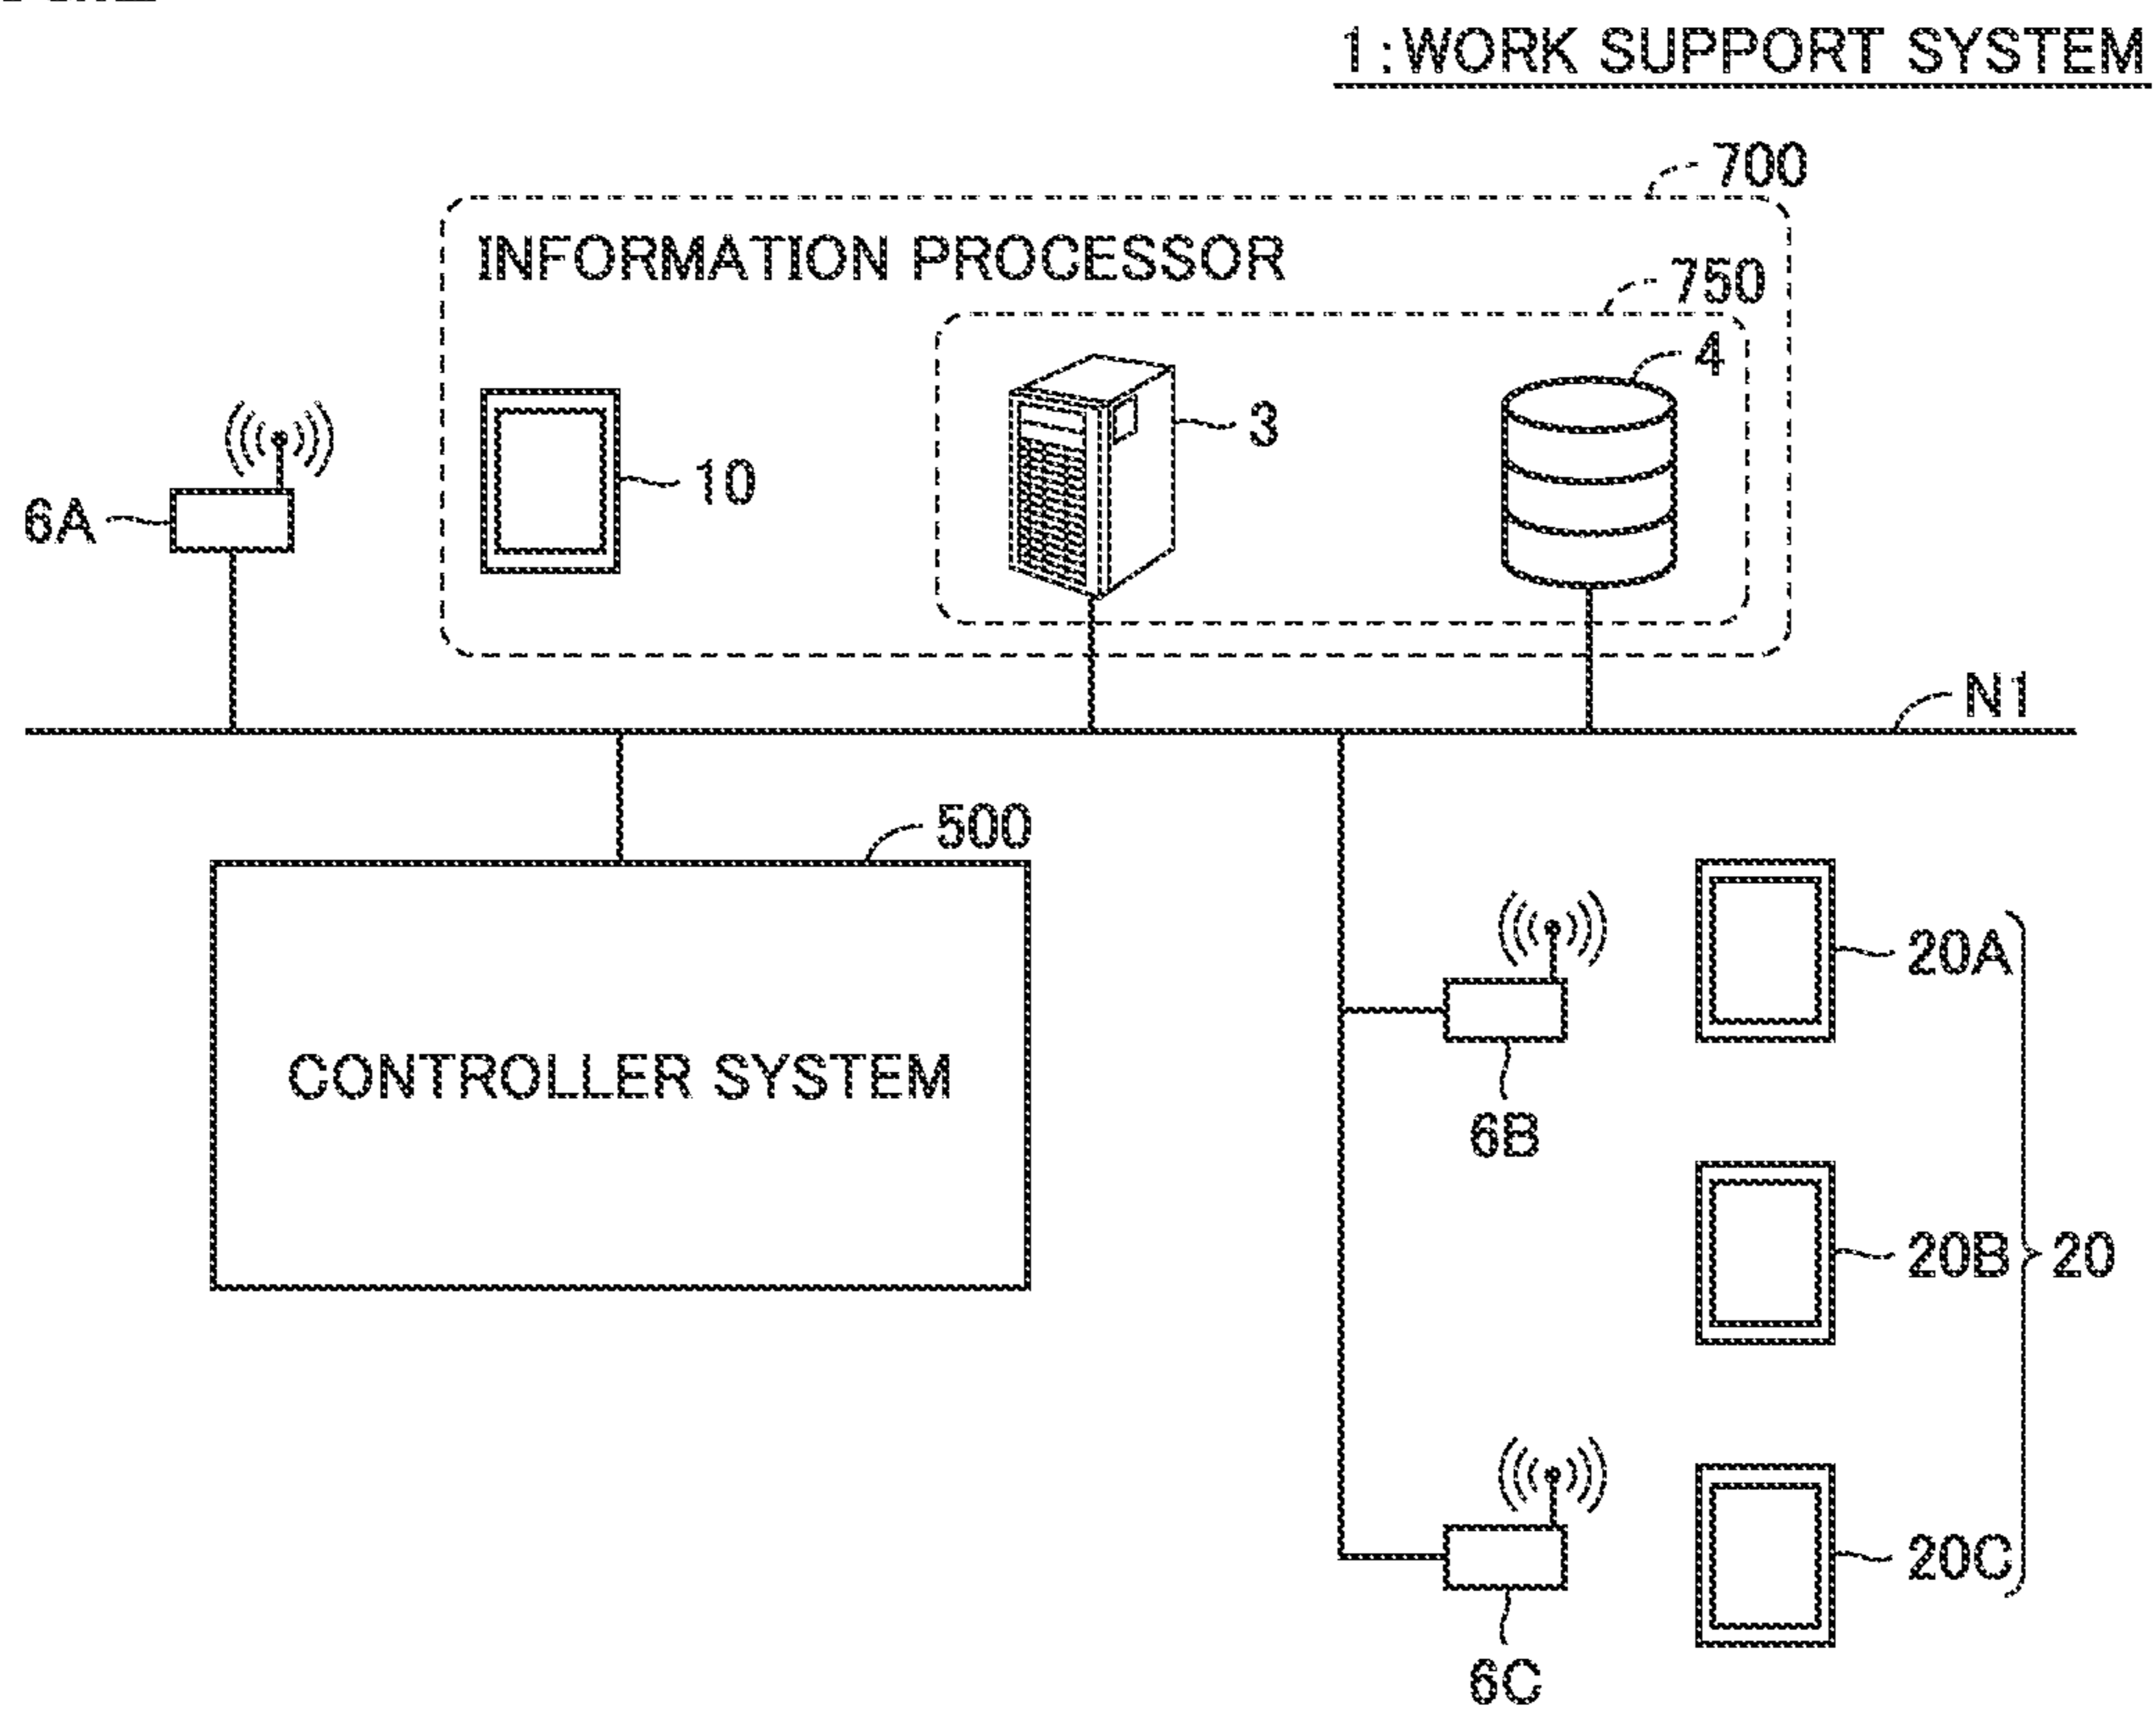 1:WORK SUPPORT SYSTEM
700
INFORMATION PROCESSOR
750
4
3
10
6A
N1
500
CONTROLLER SYSTEM
20A
6B
20B
20
20C
6C